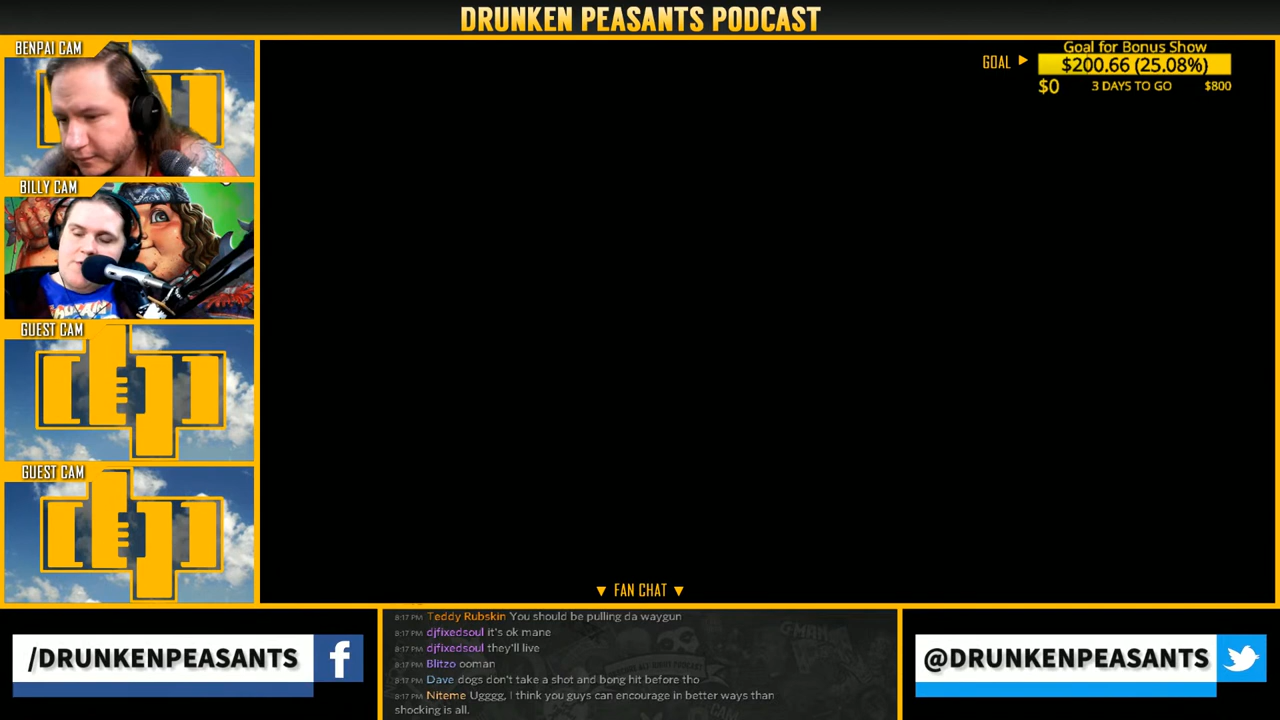 DRUNKEN PEASANTS PODCAST
BENPAI CAM
GOAL ▶
Goal for Bonus Show
$200.66 (25.08%)
$0 3 DAYS TO GO $800
BILLY CAM
GUEST CAM
GUEST CAM
▼ FAN CHAT ▼
8:17 PM Teddy Rubskin You should be pulling da waygun
8:17 PM djfixedsoul it's ok mane
8:17 PM djfixedsoul they'll live
8:17 PM Blitzo ooman
8:17 PM Dave dogs don't take a shot and bong hit before tho
8:17 PM Niteme Ugggg, I think you guys can encourage in better ways than
shocking is all.
/DRUNKENPEASANTS f
@DRUNKENPEASANTS